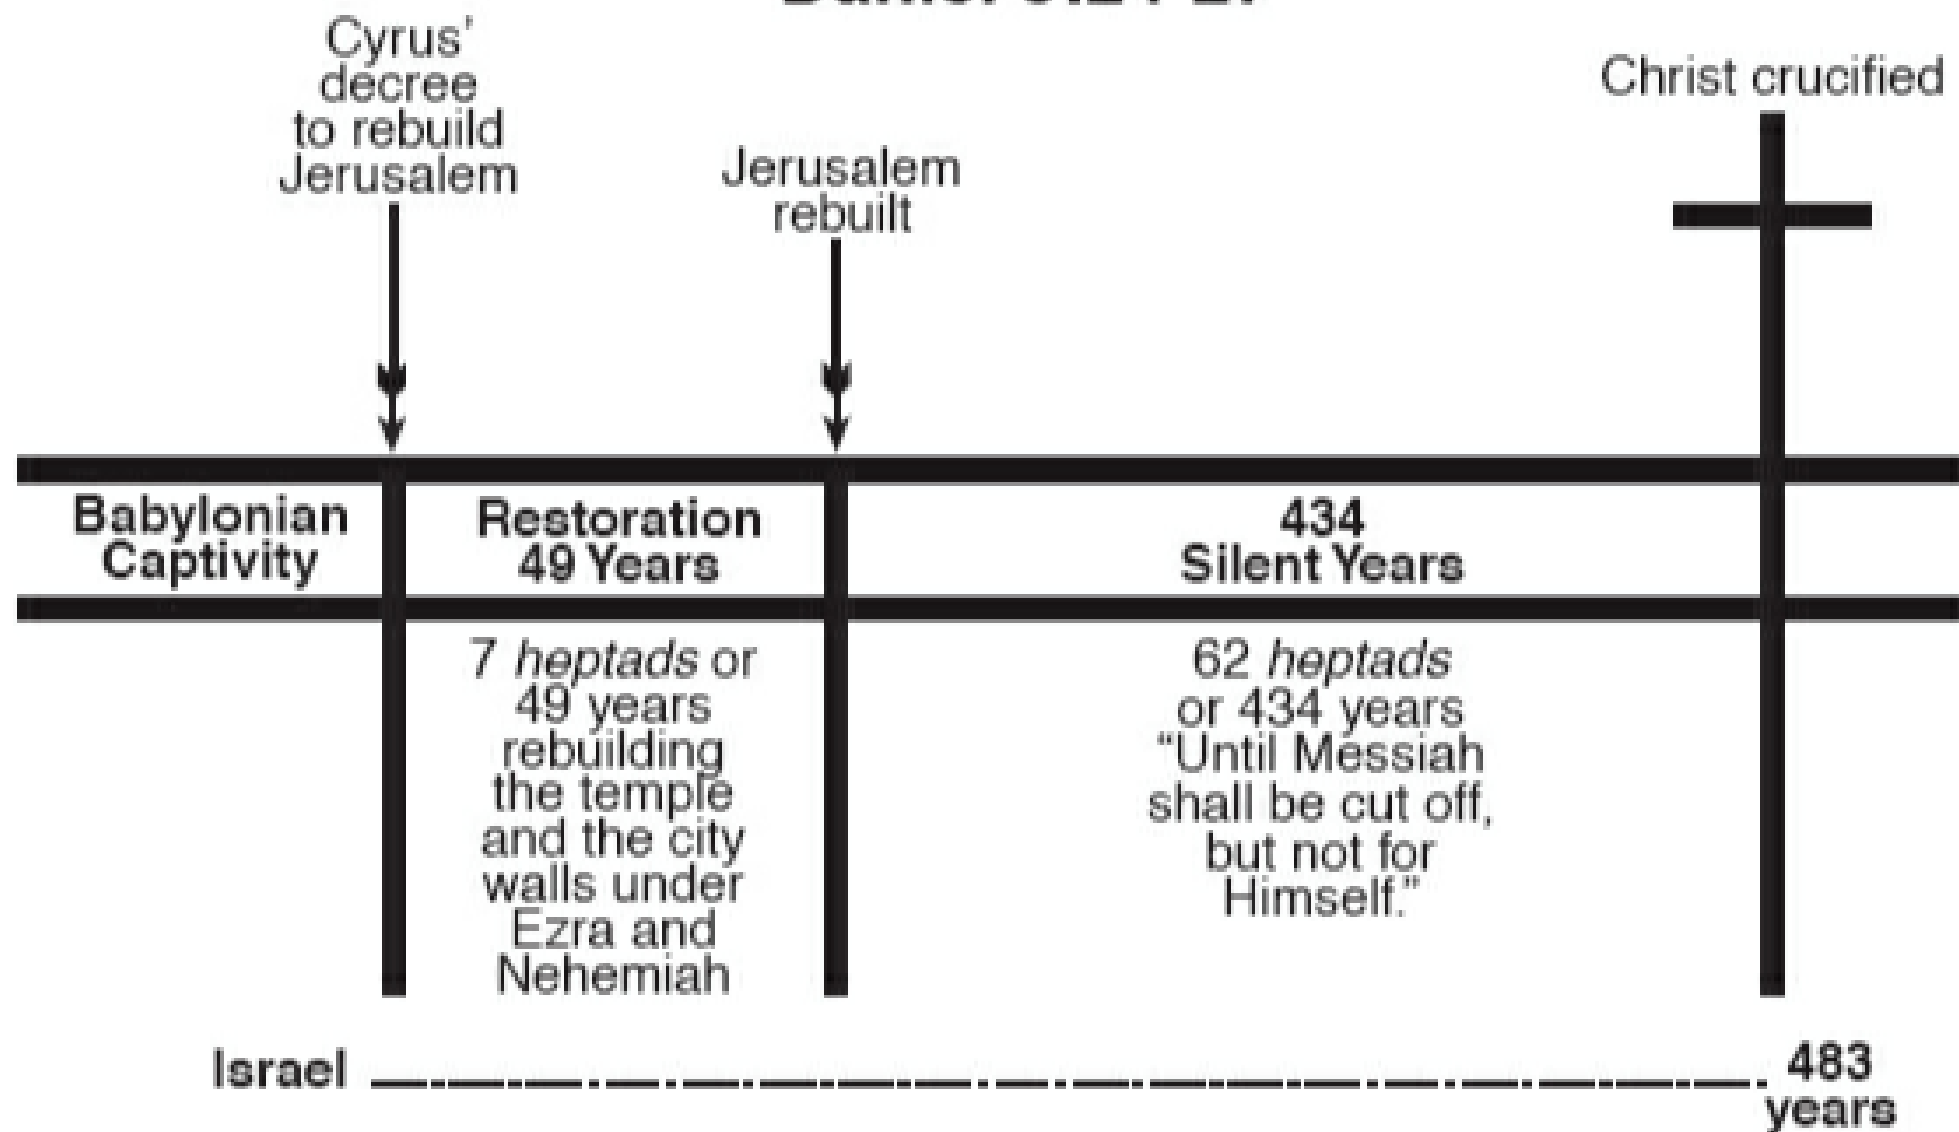 Cyrus’
decree
to rebuild
Jerusalem
Jerusalem
rebuilt
Christ crucified
Babylonian
Captivity
Restoration
49 Years
434
Silent Years
7 heptads or
49 years
rebuilding
the temple
and the city
walls under
Ezra and
Nehemiah
62 heptads
or 434 years
“Until Messiah
shall be cut off,
but not for
Himself.”
Israel
483
years